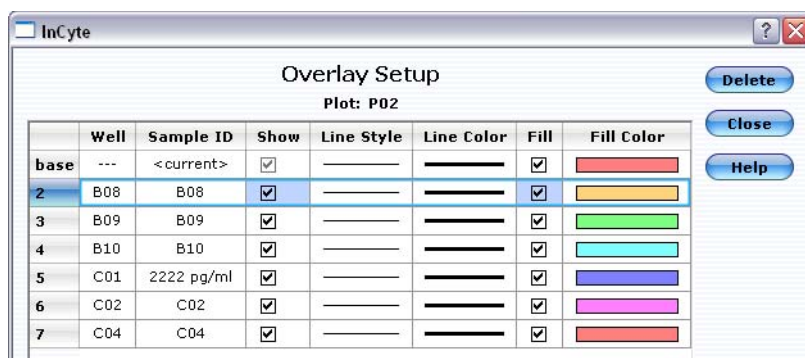 InCyte
Overlay Setup
Plot: P02
Delete
Close
Help
Well Sample ID Show Line Style Line Color Fill Fill Color
base --- <current>
2 B08 B08
3 B09 B09
4 B10 B10
5 C01 2222 pg/ml
6 C02 C02
7 C04 C04